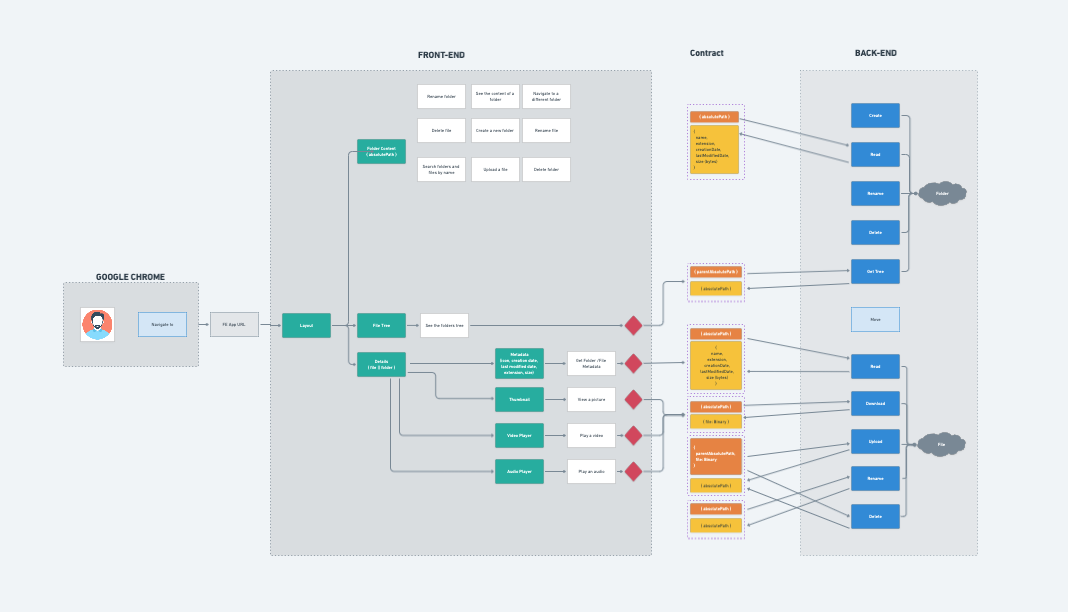 FRONT-END
Contract
BACK-END
Rename folder
See the content of a
folder
Navigate to a
different folder
Delete file
Create a new folder
Rename file
Search folders and
files by name
Upload a file
Delete folder
Folder Content
{ absolutePath }
{ absolutePath }
{
name,
extension,
creationDate,
lastModifiedDate,
size (bytes)
}
Create
Read
Rename
Delete
Get Tree
Folder
GOOGLE CHROME
Navigate to
FE App URL
Layout
File Tree
See the folders tree
{ parentAbsolutePath }
{ absolutePath }
Move
Details
( file || folder )
Metadata
(icon, creation date,
last modified date,
extension, size)
Get Folder / File
Metadata
{ absolutePath }
{
name,
extension,
creationDate,
lastModifiedDate,
size (bytes)
}
Read
Thumbnail
View a picture
{ absolutePath }
{ file: Binary }
Download
Video Player
Play a video
{
parentAbsolutePath,
file: Binary
}
{ absolutePath }
Upload
File
Audio Player
Play an audio
Rename
{ absolutePath }
{ absolutePath }
Delete